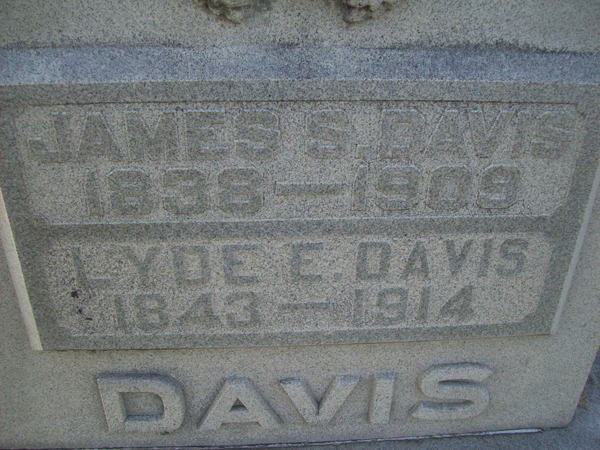 JAMES S. DAVIS
1838—1909
LYDE E. DAVIS
1843—1914
DAVIS